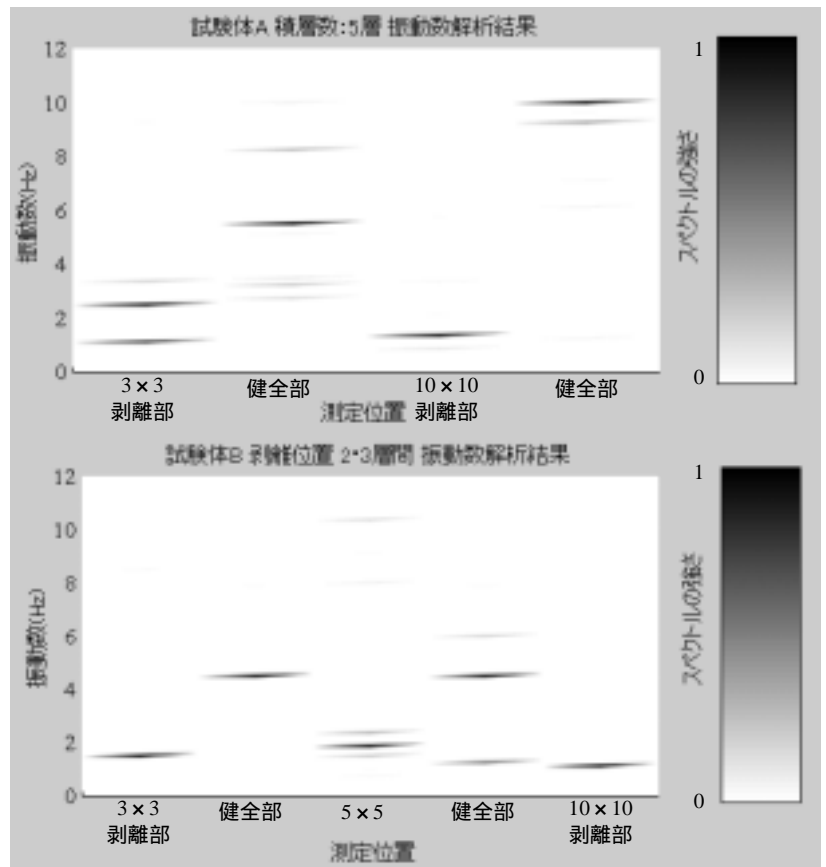 試験体A 積層数:5層 振動数解析結果
振動数(Hz)
12
10
8
6
4
2
0
3×3
剥離部
健全部
10×10
剥離部
健全部
測定位置
1
スペクトルの強さ
0
試験体B 剥離位置 2・3層間 振動数解析結果
振動数(Hz)
12
10
8
6
4
2
0
3×3
剥離部
健全部
5×5
健全部
10×10
剥離部
測定位置
1
スペクトルの強さ
0